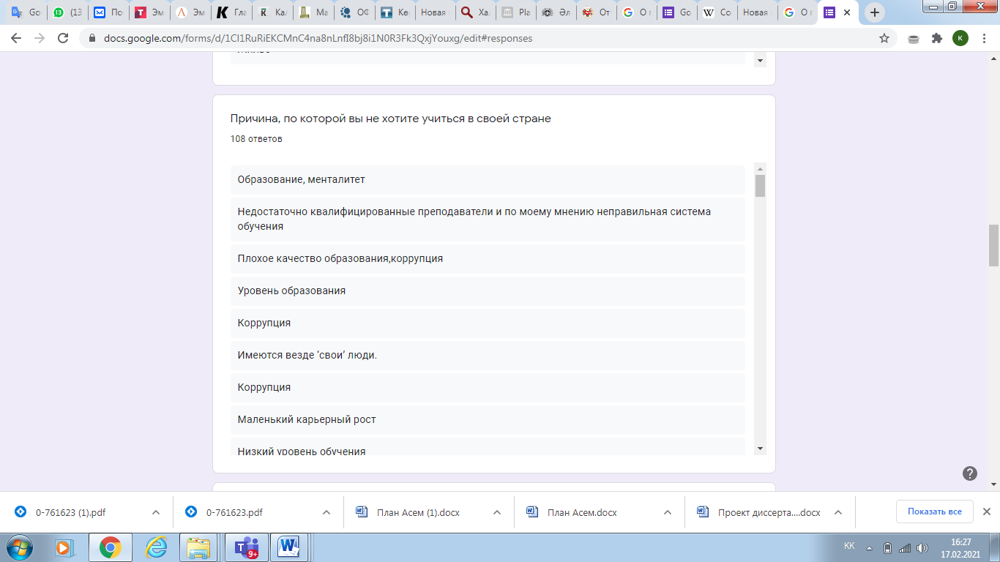 Go
(13
По
Эм
Эм
Гла
Ка
Ма
ОФ
Ке
Новая
Ха
Pla
Әл
От
О г
Go
Со
Новая
О г
docs.google.com/forms/d/1CI1RuRiEKCMnC4na8nLnfI8bj8i1N0R3Fk3QxjYouxg/edit#responses
K
Причина, по которой вы не хотите учиться в своей стране
108 ответов
Образование, менталитет
Недостаточно квалифицированные преподаватели и по моему мнению неправильная система
обучения
Плохое качество образования,коррупция
Уровень образования
Коррупция
Имеются везде ‘свои’ люди.
Коррупция
Маленький карьерный рост
Низкий уровень обучения
0-761623 (1).pdf
0-761623.pdf
План Асем (1).docx
План Асем.docx
Проект диссерта....docx
Показать все
9+
KK
16:27
17.02.2021